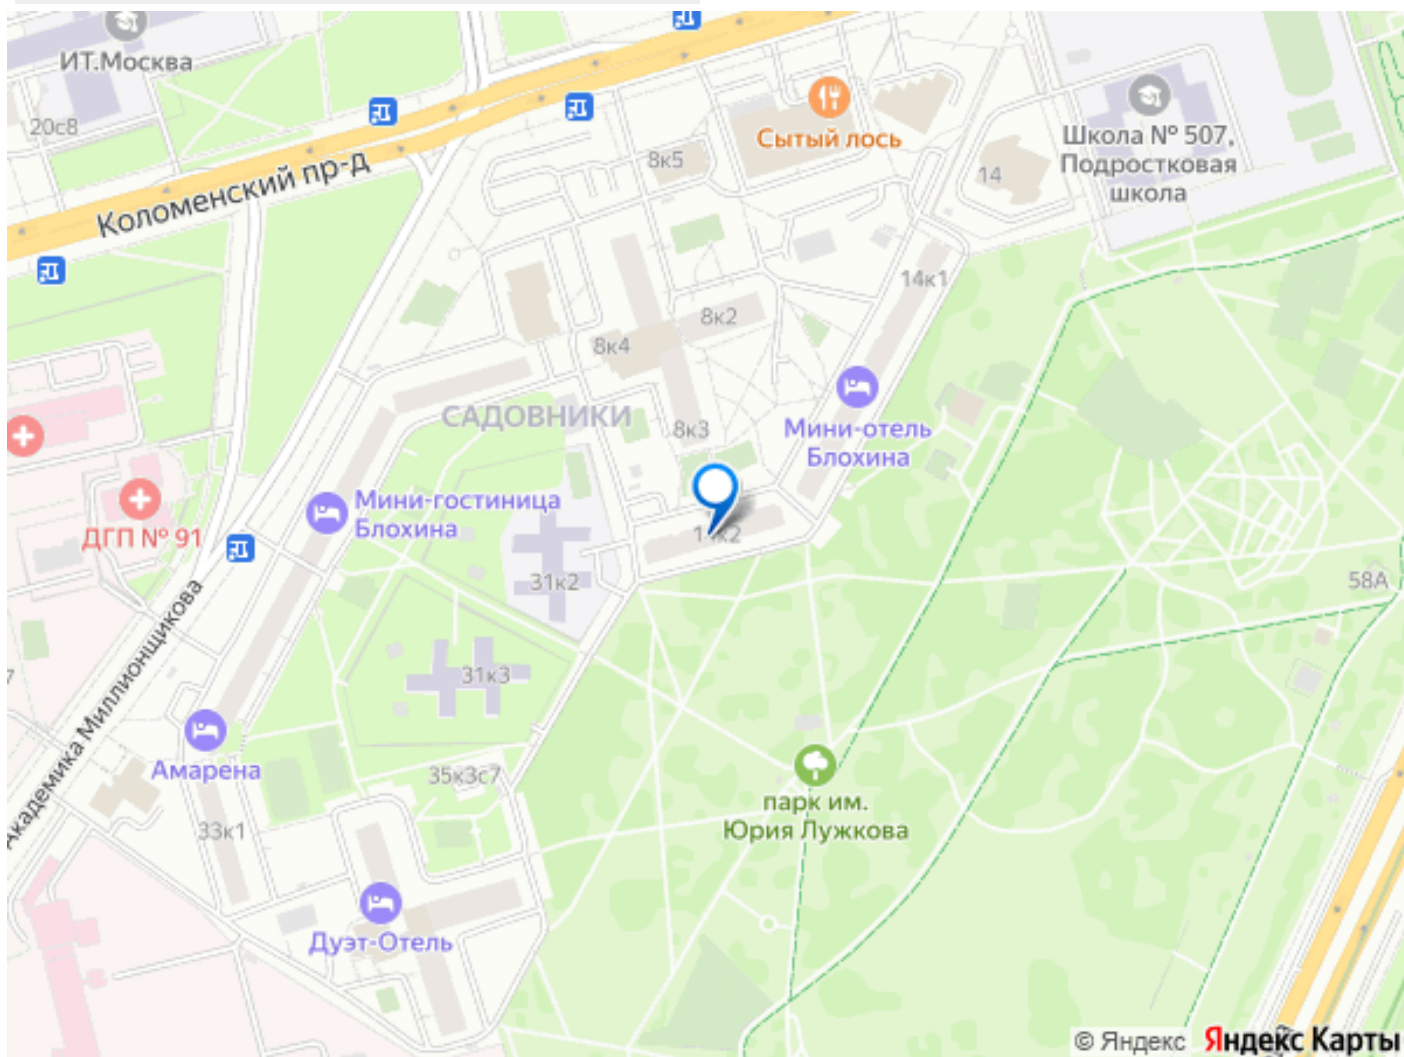 ИТ.Москва
20с8
Коломенский пр-д
8к5
Сытый лось
14
Школа № 507,
Подростковая
школа
14к1
8к2
8к4
САДОВНИКИ
8к3
Мини-отель
Блохина
Мини-гостиница
Блохина
ДГП № 91
14к2
31к2
58А
Академика Миллионщикова
7
31к3
Амарена
35к3с7
парк им.
Юрия Лужкова
33к1
Дуэт-Отель
© Яндекс Яндекс Карты